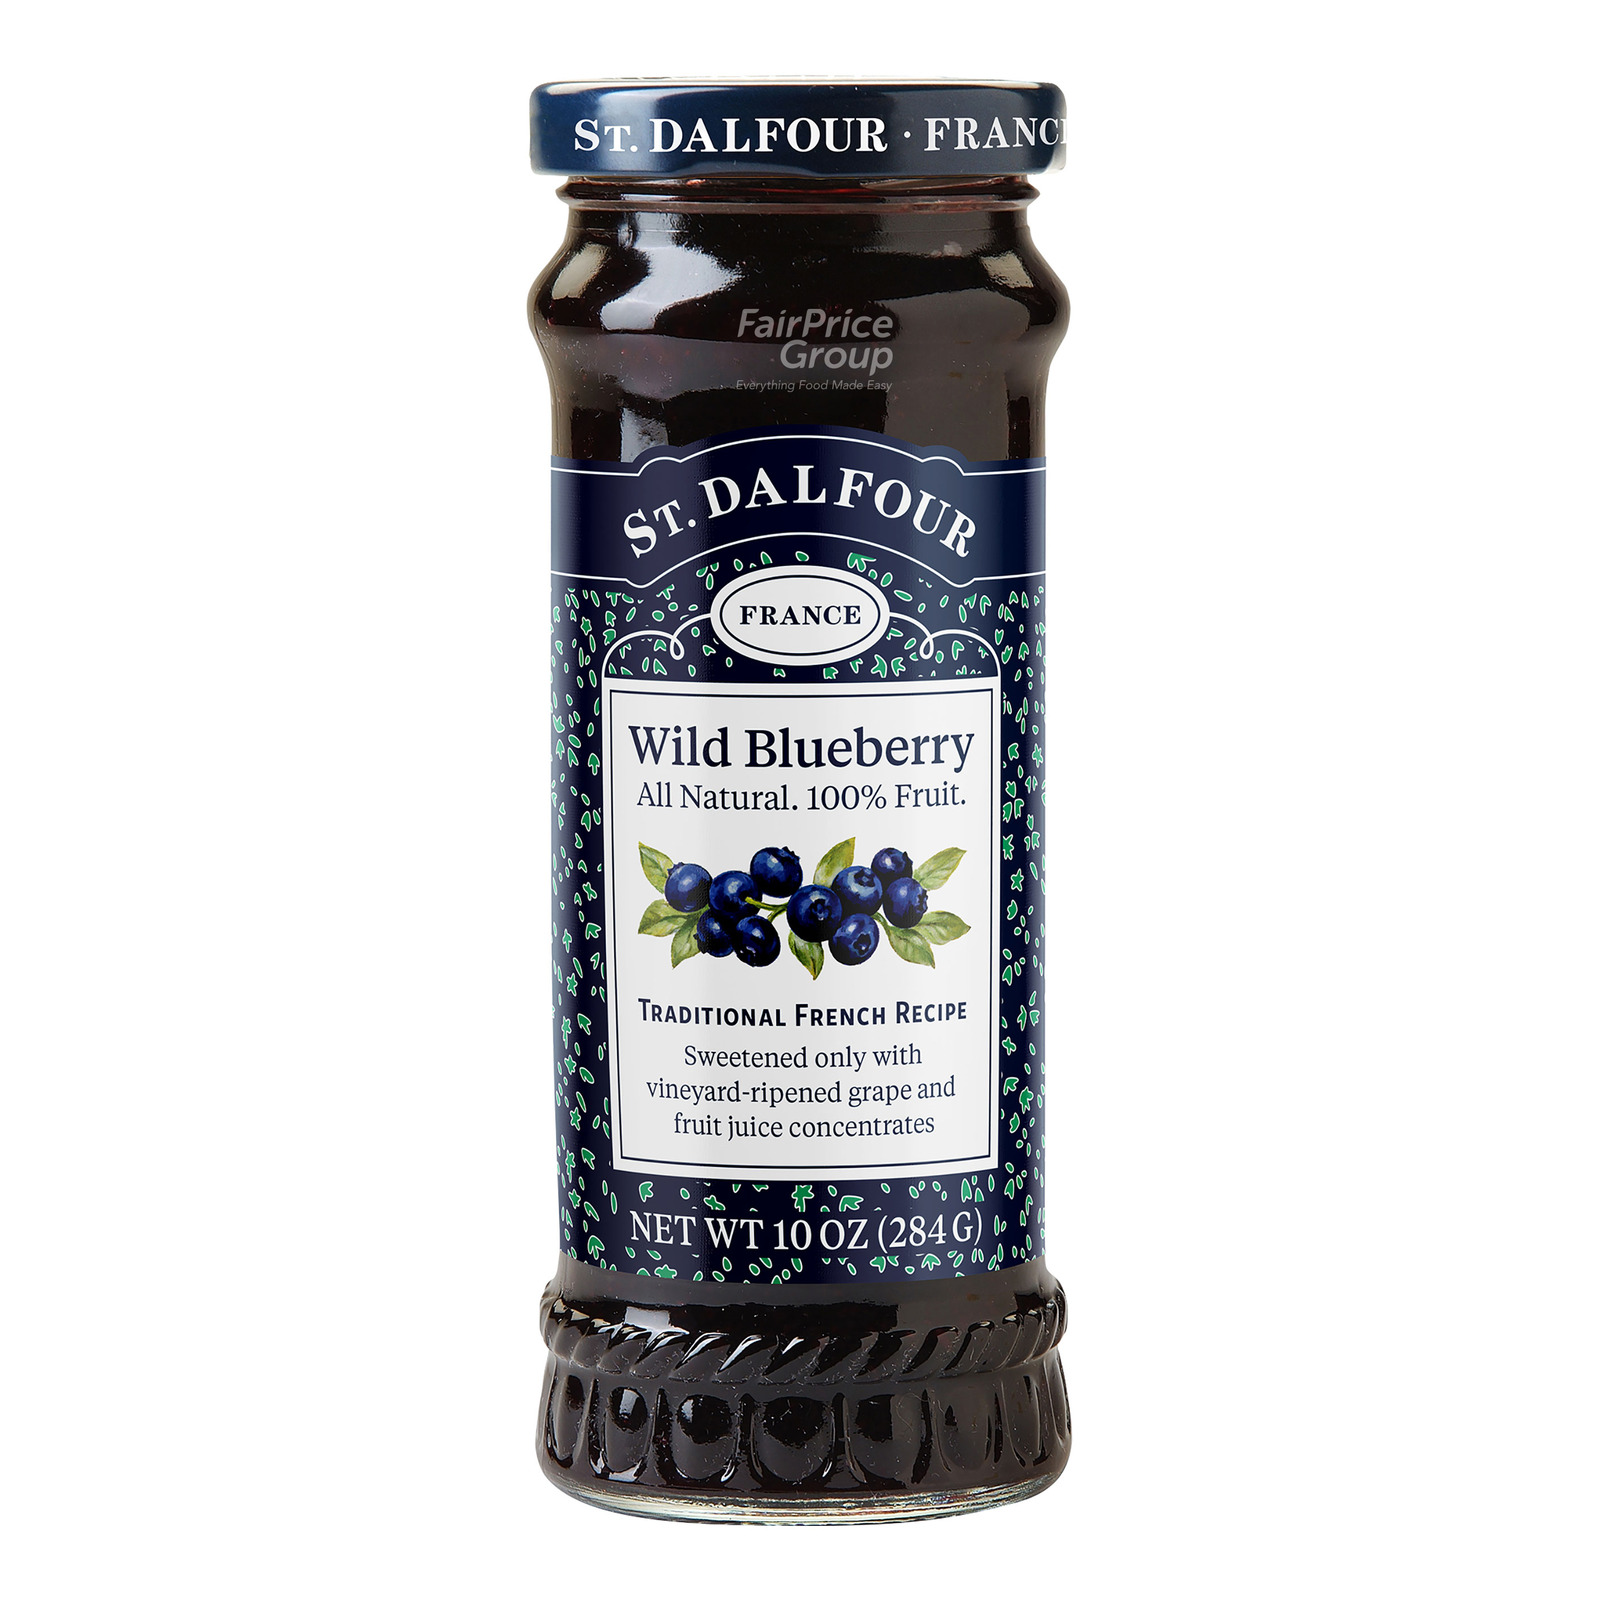 ST. DALFOUR · FRANCE
FairPrice
Group
Everything Food Made Easy
ST. DALFOUR
FRANCE
Wild Blueberry
All Natural. 100% Fruit.
TRADITIONAL FRENCH RECIPE
Sweetened only with
vineyard-ripened grape and
fruit juice concentrates
NET WT 10 OZ (284 G)